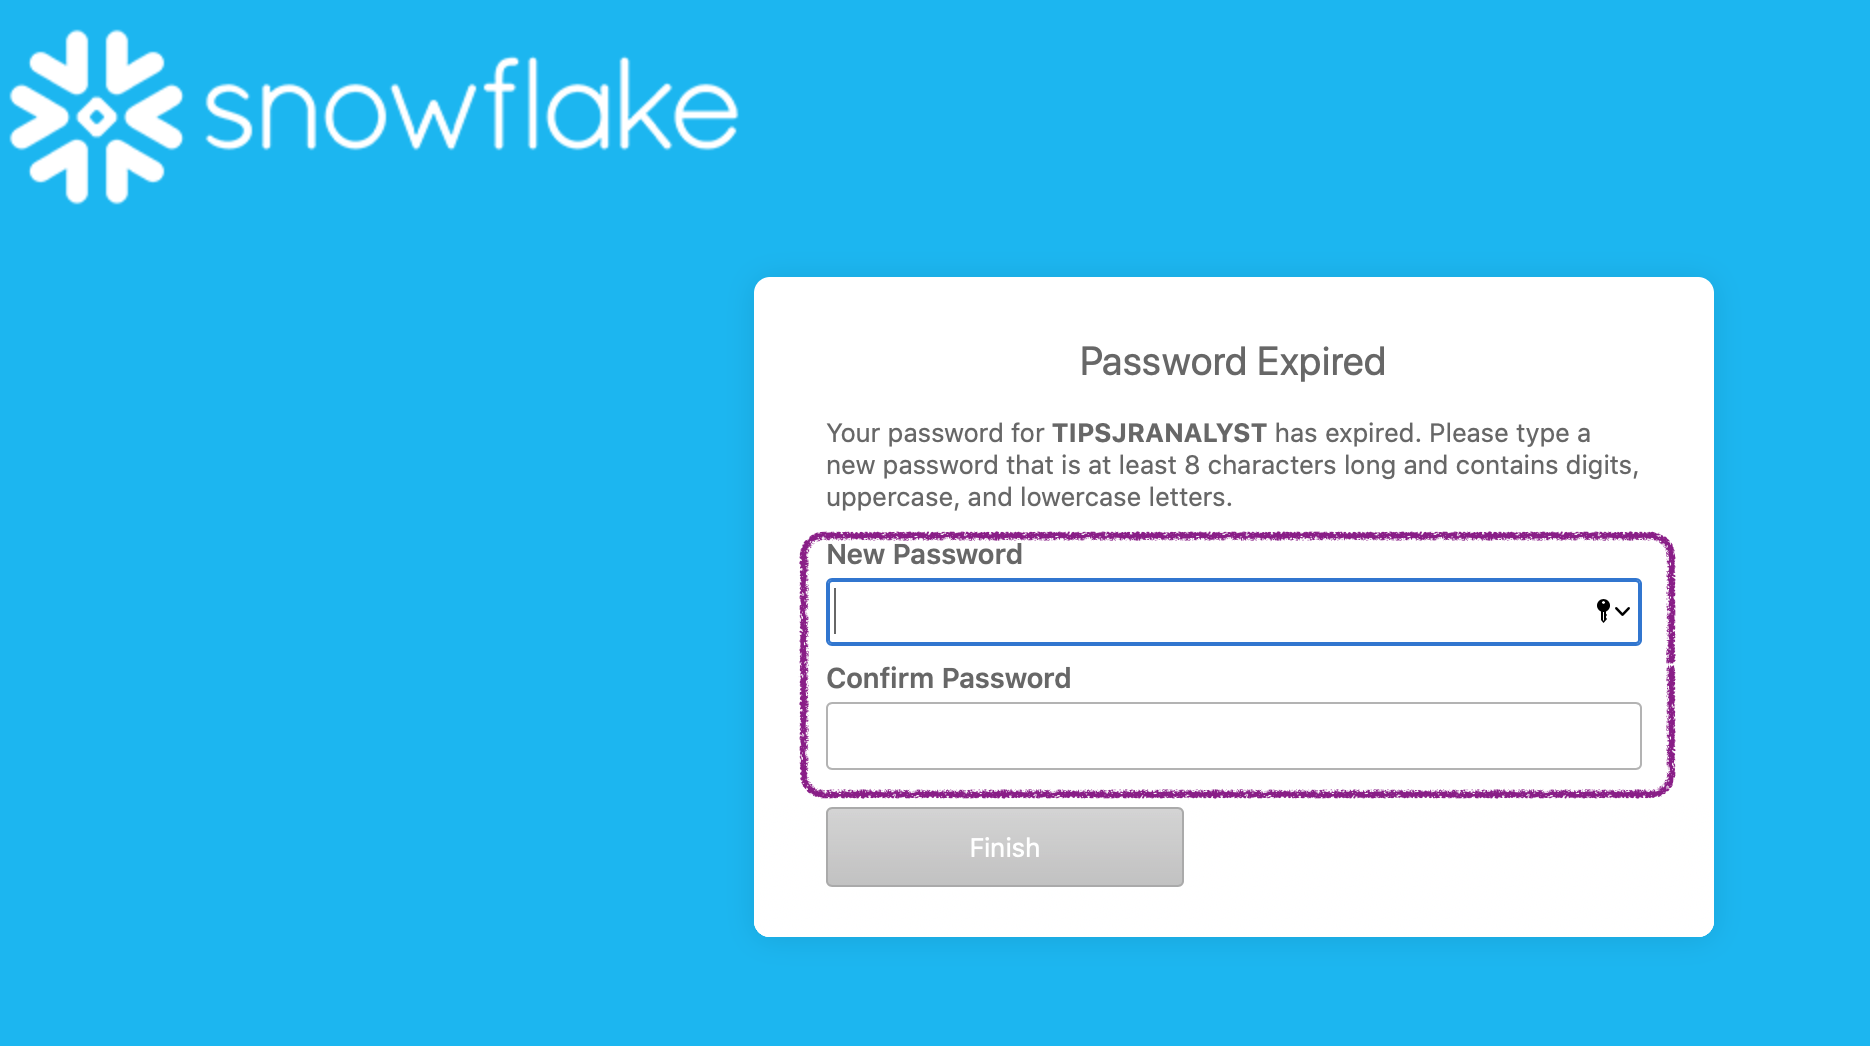 snowflake
Password Expired
Your password for TIPSJRANALYST has expired. Please type a
new password that is at least 8 characters long and contains digits,
uppercase, and lowercase letters.
New Password
Confirm Password
Finish